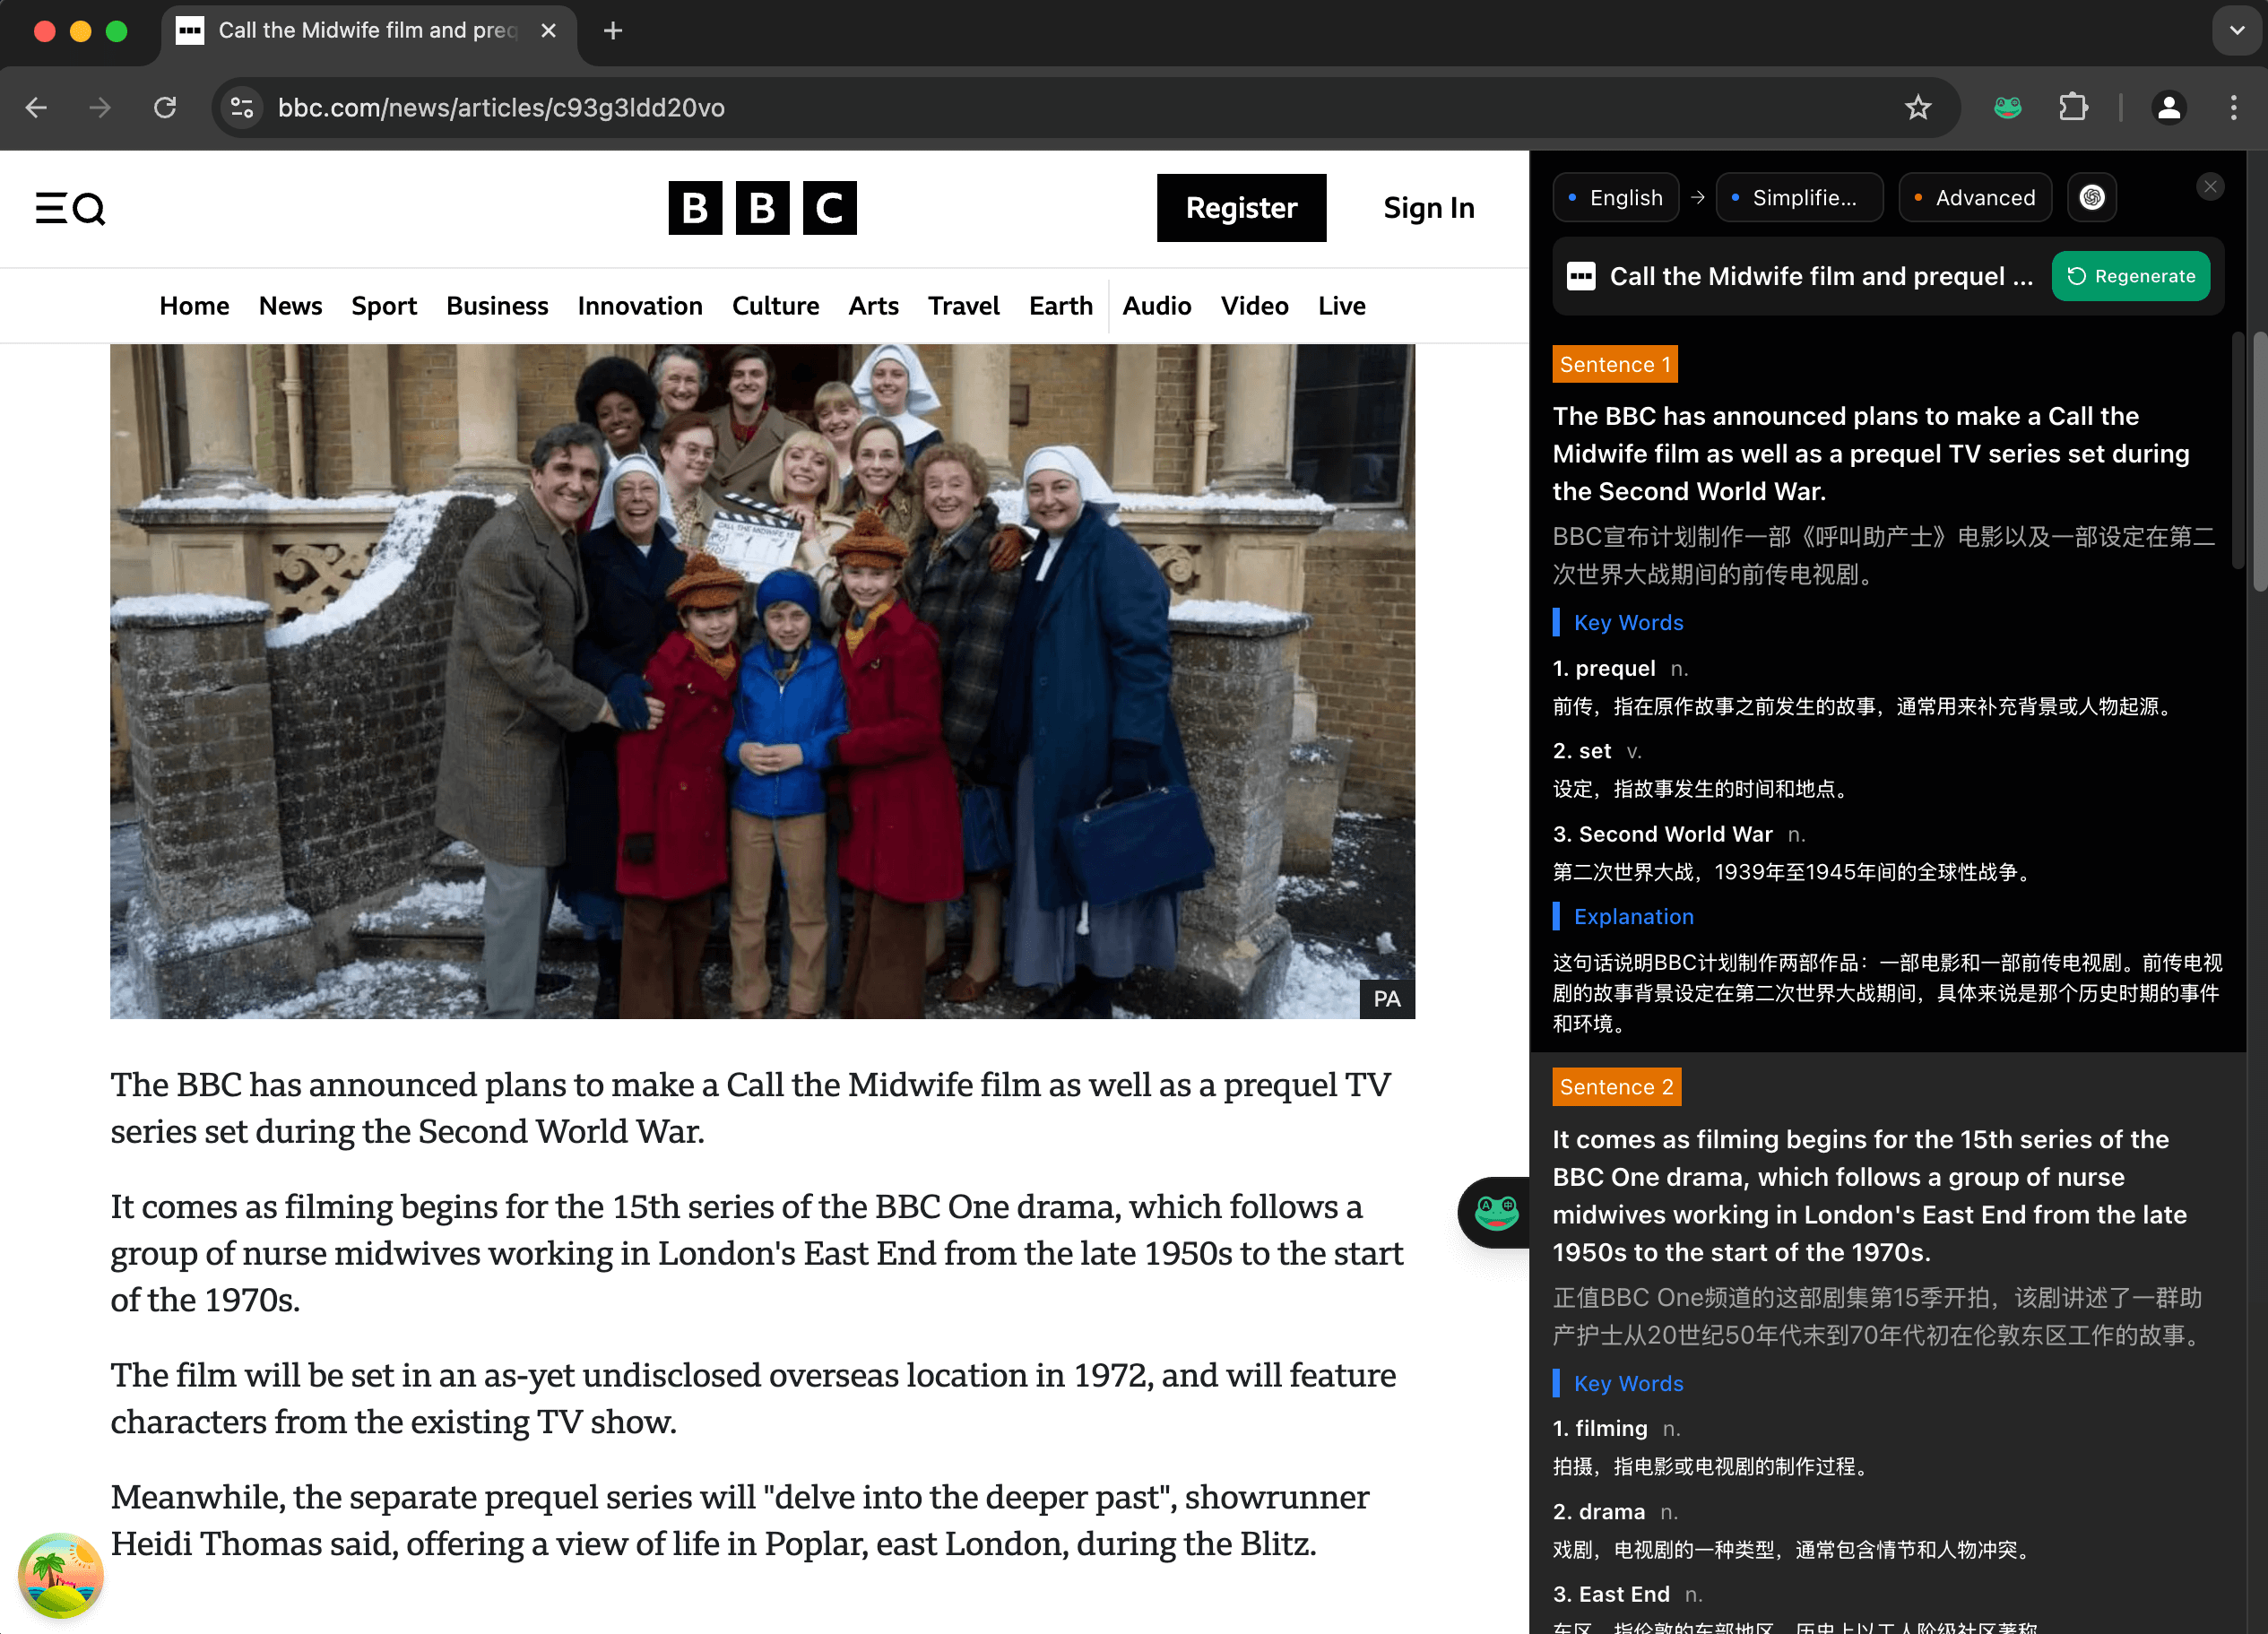 Call the Midwife film and preq
bbc.com/news/articles/c93g3ldd20vo
BBC
Register
Sign In
Home News Sport Business Innovation Culture Arts Travel Earth Audio Video Live
CALL THE MIDWIFE
PA
The BBC has announced plans to make a Call the Midwife film as well as a prequel TV
series set during the Second World War.
It comes as filming begins for the 15th series of the BBC One drama, which follows a
group of nurse midwives working in London's East End from the late 1950s to the start
of the 1970s.
The film will be set in an as-yet undisclosed overseas location in 1972, and will feature
characters from the existing TV show.
Meanwhile, the separate prequel series will "delve into the deeper past", showrunner
Heidi Thomas said, offering a view of life in Poplar, east London, during the Blitz.
English → Simplifie... Advanced
Call the Midwife film and prequel ...
Regenerate
Sentence 1
The BBC has announced plans to make a Call the
Midwife film as well as a prequel TV series set during
the Second World War.
BBC宣布计划制作一部《呼叫助产士》电影以及一部设定在第二
次世界大战期间的前传电视剧。
Key Words
1. prequel n.
前传，指在原作故事之前发生的故事，通常用来补充背景或人物起源。
2. set v.
设定，指故事发生的时间和地点。
3. Second World War n.
第二次世界大战，1939年至1945年间的全球性战争。
Explanation
这句话说明BBC计划制作两部作品：一部电影和一部前传电视剧。前传电视
剧的故事背景设定在第二次世界大战期间，具体来说是那个历史时期的事件
和环境。
Sentence 2
It comes as filming begins for the 15th series of the
BBC One drama, which follows a group of nurse
midwives working in London's East End from the late
1950s to the start of the 1970s.
正值BBC One频道的这部剧集第15季开拍，该剧讲述了一群助
产护士从20世纪50年代末到70年代初在伦敦东区工作的故事。
Key Words
1. filming n.
拍摄，指电影或电视剧的制作过程。
2. drama n.
戏剧，电视剧的一种类型，通常包含情节和人物冲突。
3. East End n.
东区，指伦敦的东部地区，历史上以工人阶级社区著称